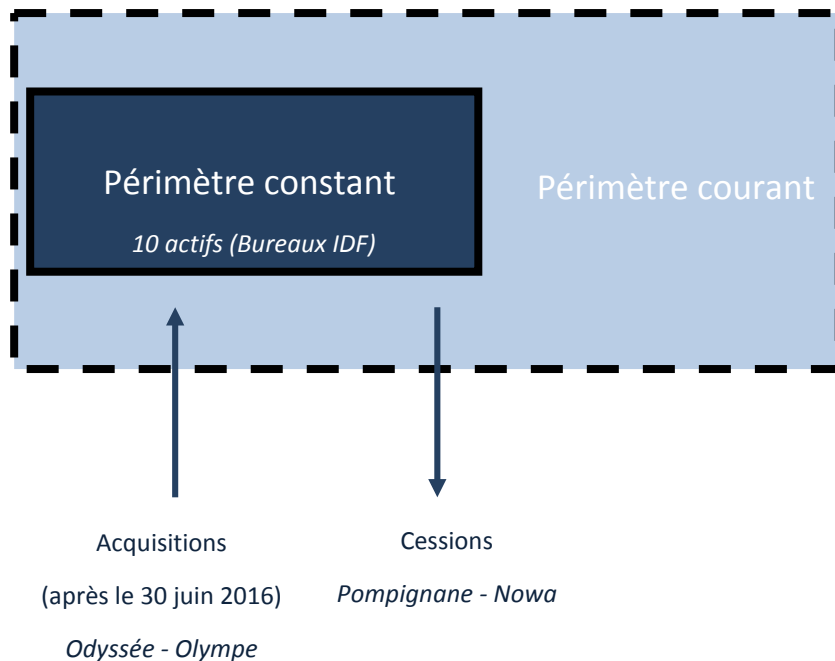 Périmètre constant
10 actifs (Bureaux IDF)
Périmètre courant
Acquisitions
(après le 30 juin 2016)
Odyssée - Olympe
Cessions
Pompignane - Nowa